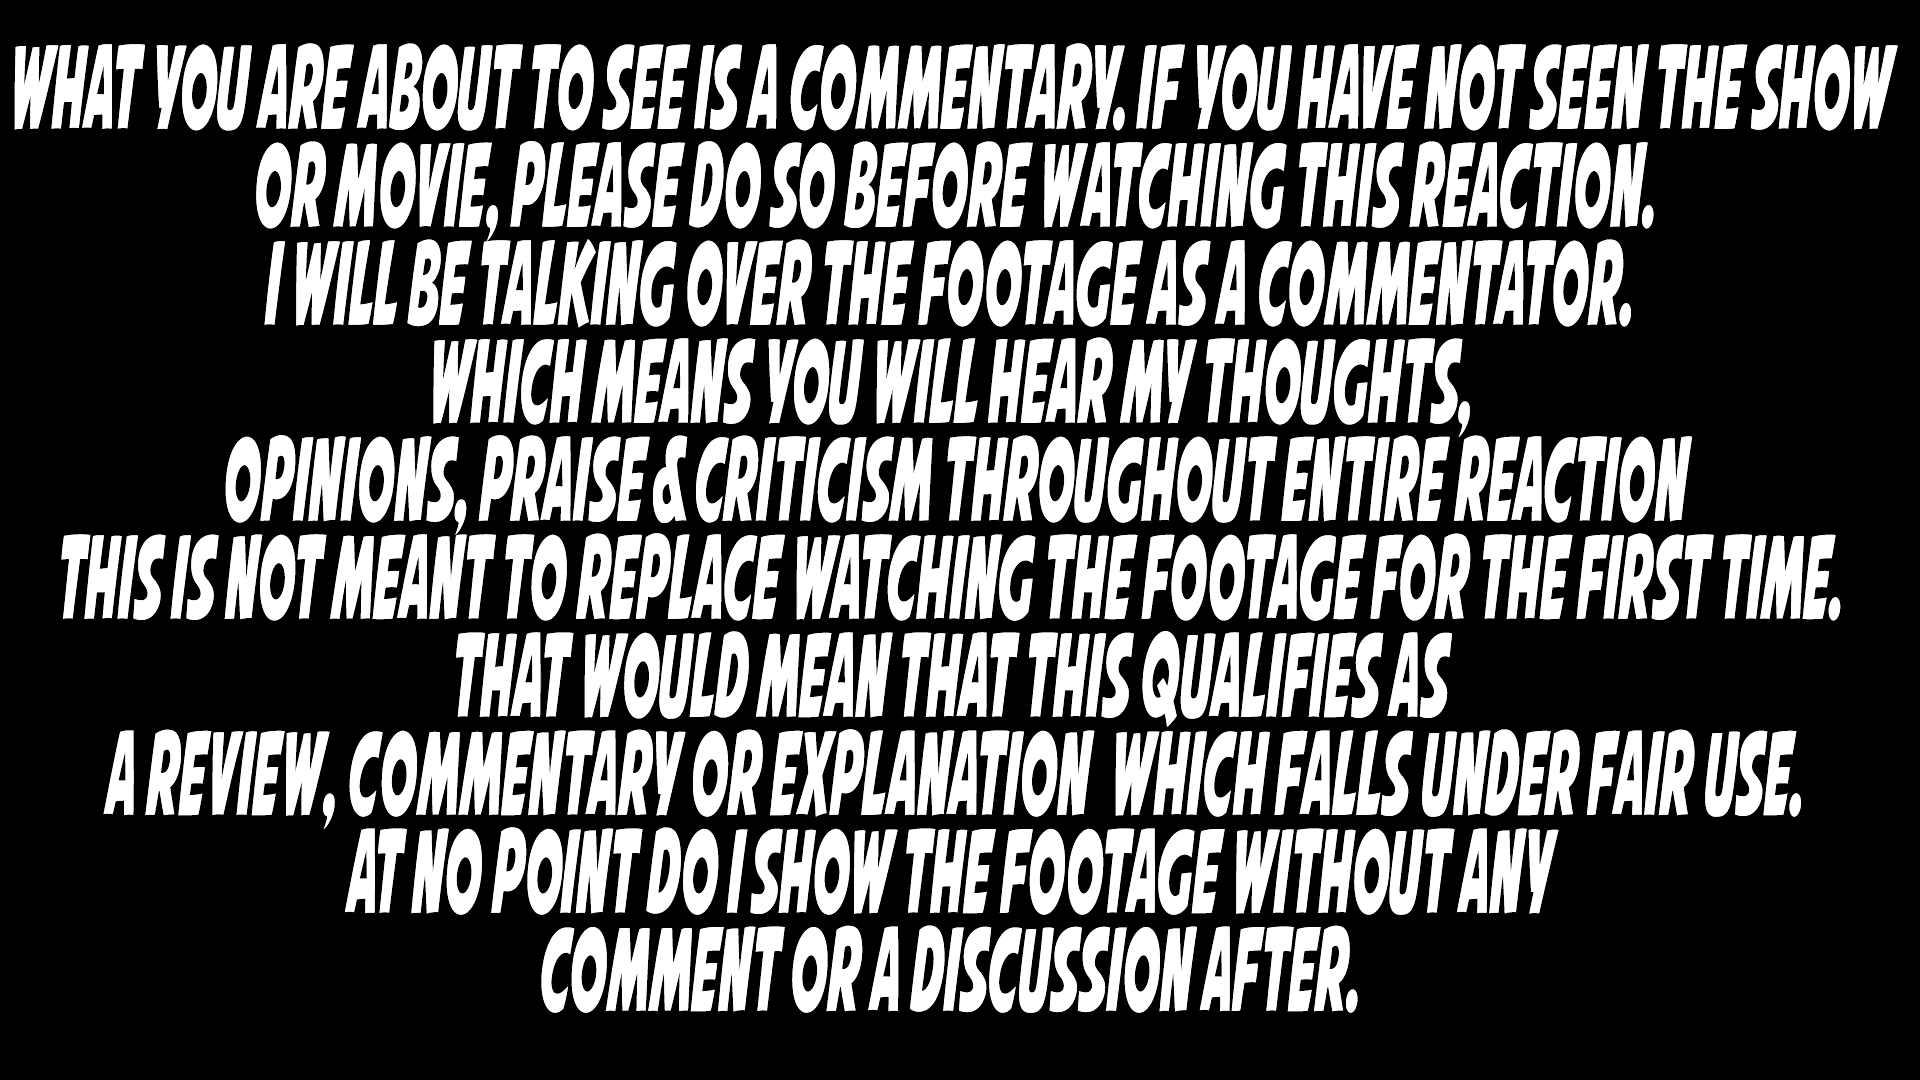 WHAT YOU ARE ABOUT TO SEE IS A COMMENTARY. IF YOU HAVE NOT SEEN THE SHOW
OR MOVIE, PLEASE DO SO BEFORE WATCHING THIS REACTION.
I WILL BE TALKING OVER THE FOOTAGE AS A COMMENTATOR.
WHICH MEANS YOU WILL HEAR MY THOUGHTS,
OPINIONS, PRAISE & CRITICISM THROUGHOUT ENTIRE REACTION
THIS IS NOT MEANT TO REPLACE WATCHING THE FOOTAGE FOR THE FIRST TIME.
THAT WOULD MEAN THAT THIS QUALIFIES AS
A REVIEW, COMMENTARY OR EXPLANATION  WHICH FALLS UNDER FAIR USE.
AT NO POINT DO I SHOW THE FOOTAGE WITHOUT ANY
COMMENT OR A DISCUSSION AFTER.